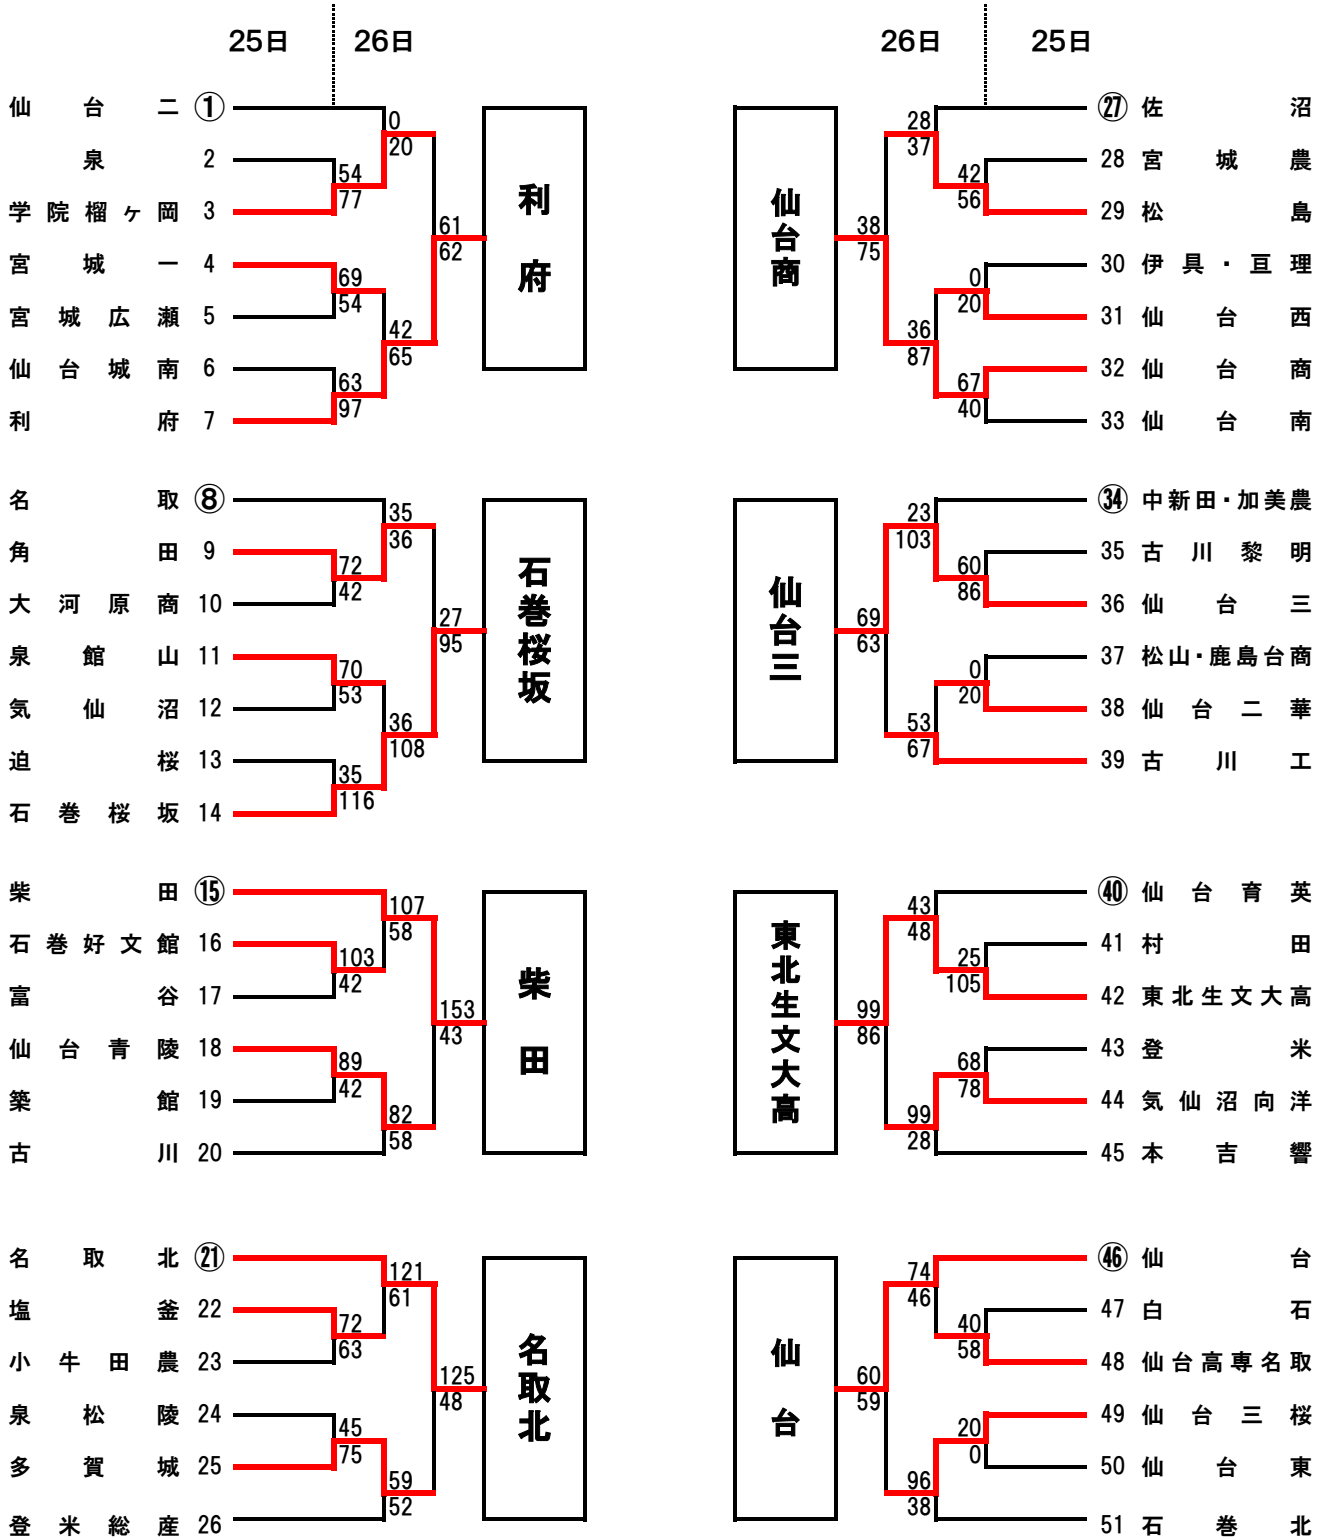 25日 26日
仙台二 ①
泉 2
学院榴ヶ岡 3
宮城一 4
宮城広瀬 5
仙台城南 6
利府 7
0
20
54
77
69
54
42
65
63
97
61
62
利府
名取 ⑧
角田 9
大河原商 10
泉館山 11
気仙沼 12
迫桜 13
石巻桜坂 14
35
36
72
42
70
53
36
108
35
116
27
95
石巻桜坂
柴田 ⑮
石巻好文館 16
富谷 17
仙台青陵 18
築館 19
古川 20
107
58
103
42
89
42
82
58
153
43
柴田
名取北 ㉑
塩釜 22
小牛田農 23
泉松陵 24
多賀城 25
登米総産 26
121
61
72
63
45
75
59
52
125
48
名取北
26日 25日
㉗ 佐沼
28 宮城農
29 松島
30 伊具・亘理
31 仙台西
32 仙台商
33 仙台南
28
37
42
56
0
20
36
87
67
40
38
75
仙台商
㉞ 中新田・加美農
35 古川黎明
36 仙台三
37 松山・鹿島台商
38 仙台二華
39 古川工
23
103
60
86
0
20
53
67
69
63
仙台三
㊵ 仙台育英
41 村田
42 東北生文大高
43 登米
44 気仙沼向洋
45 本吉響
43
48
25
105
68
78
99
28
99
86
東北生文大高
㊻ 仙台
47 白石
48 仙台高専名取
49 仙台三桜
50 仙台東
51 石巻北
74
46
40
58
20
0
96
38
60
59
仙台